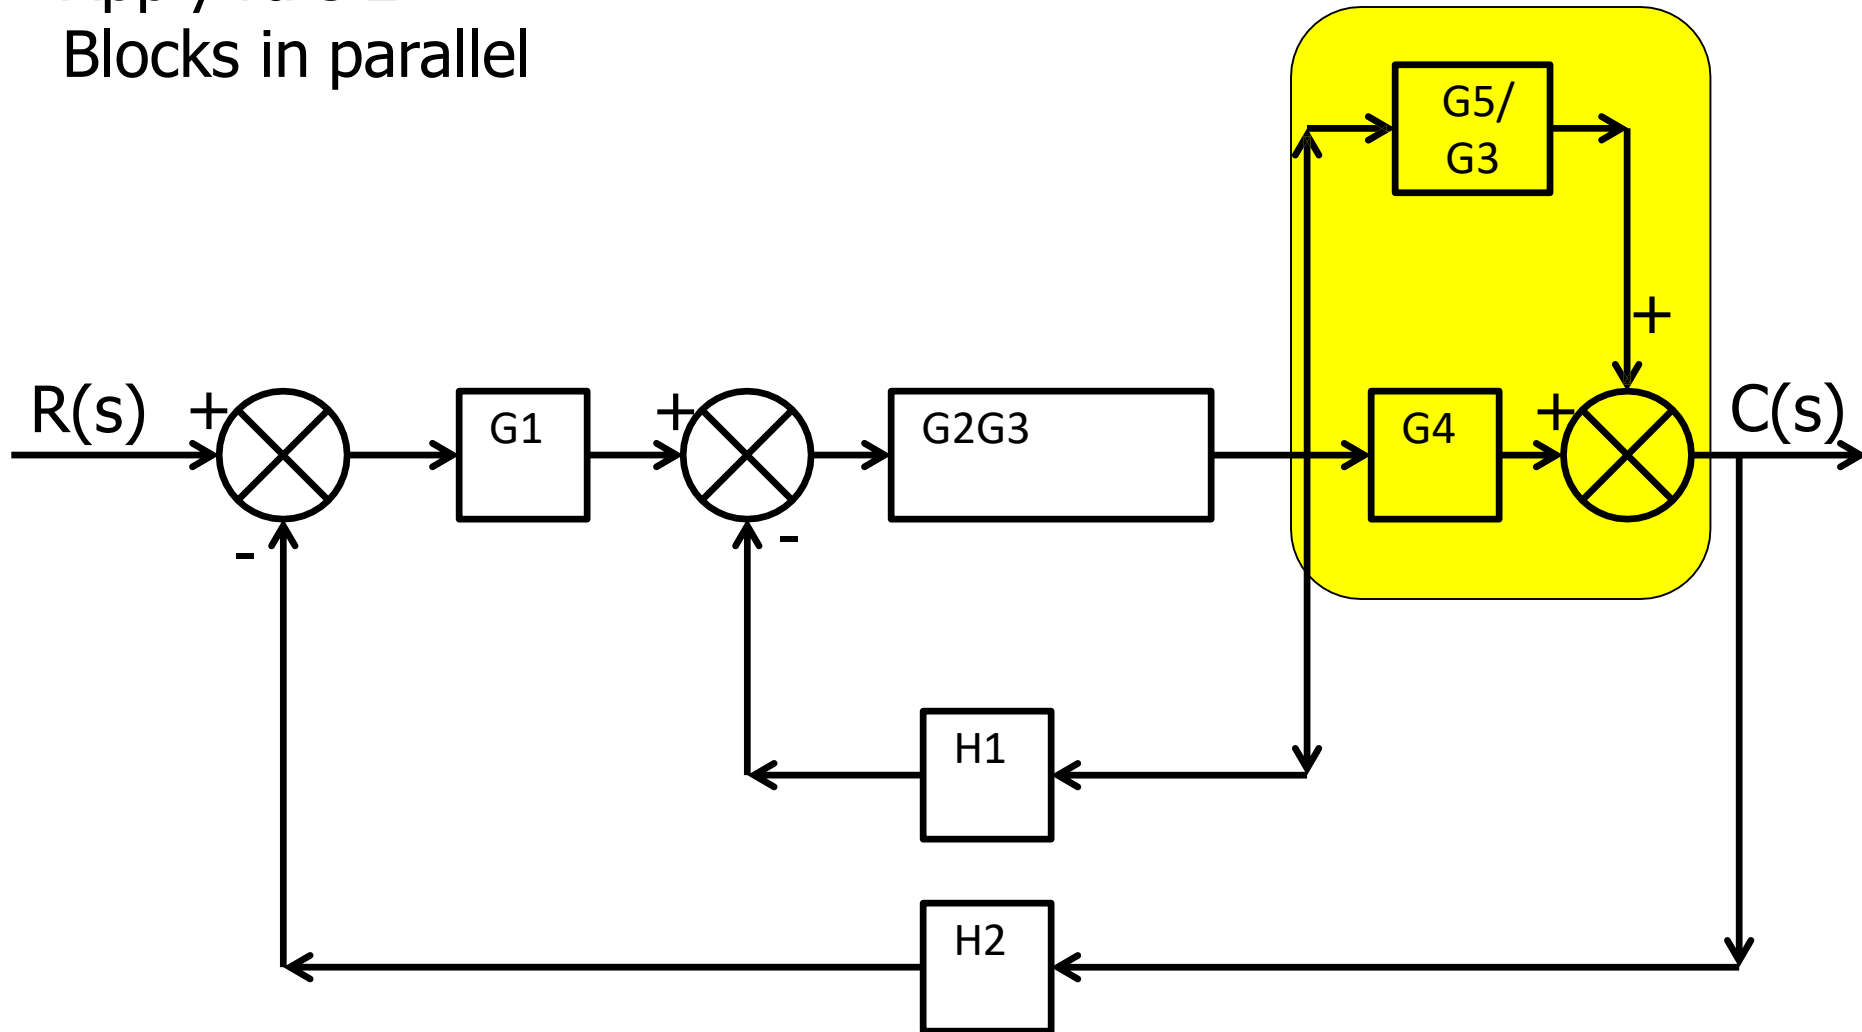 Blocks in parallel
G5/
G3
+
R(s)
+
G1
+
G2G3
G4
+
C(s)
-
-
H1
H2